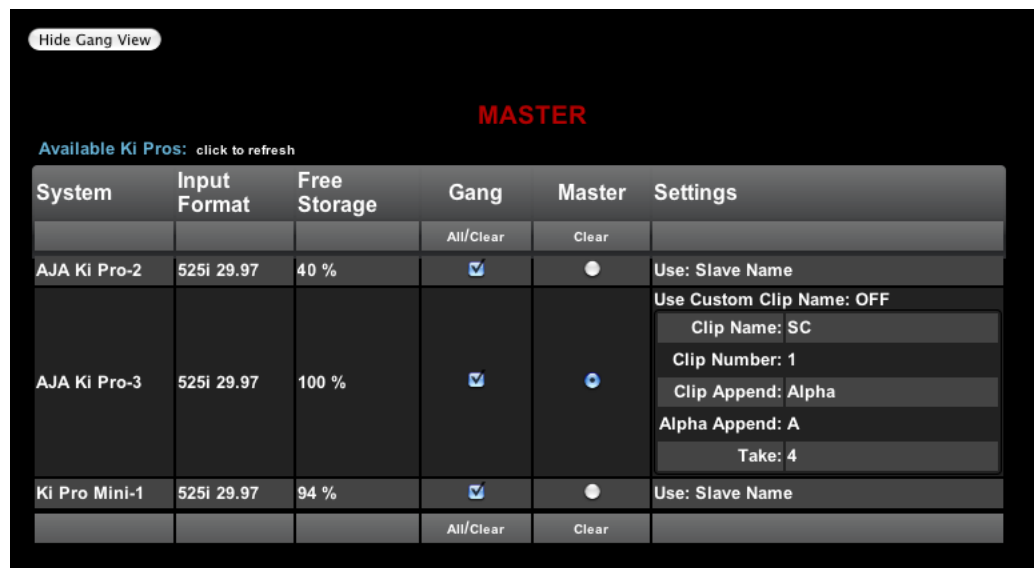 Hide Gang View
MASTER
Available Ki Pros: click to refresh
System Input Format Free Storage Gang Master Settings
All/Clear Clear
AJA Ki Pro-2 525i 29.97 40 % Use: Slave Name
Use Custom Clip Name: OFF
Clip Name: SC
Clip Number: 1
AJA Ki Pro-3 525i 29.97 100 %
Clip Append: Alpha
Alpha Append: A
Take: 4
Ki Pro Mini-1 525i 29.97 94 % Use: Slave Name
All/Clear Clear